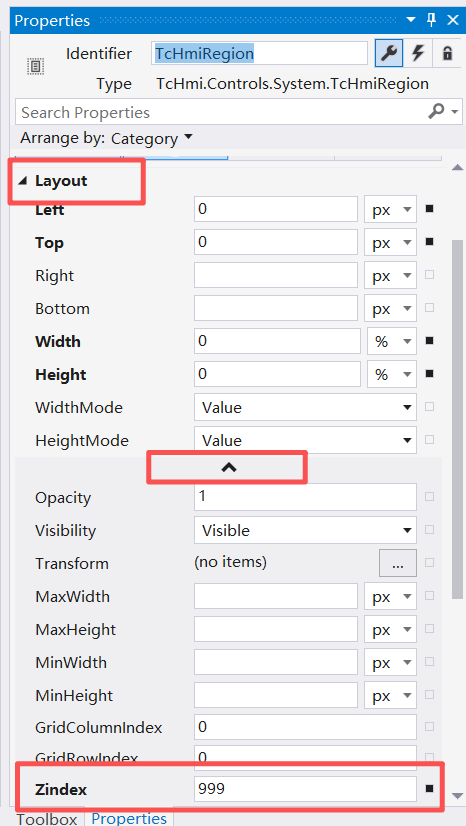 Properties
Identifier TcHmiRegion
Type TcHmi.Controls.System.TcHmiRegion
Search Properties
Arrange by: Category
Layout
Left 0 px
Top 0 px
Right px
Bottom px
Width 0 %
Height 0 %
WidthMode Value
HeightMode Value
Opacity 1
Visibility Visible
Transform (no items) ...
MaxWidth px
MaxHeight px
MinWidth px
MinHeight px
GridColumnIndex 0
GridRowIndex 0
Zindex 999
Toolbox Properties